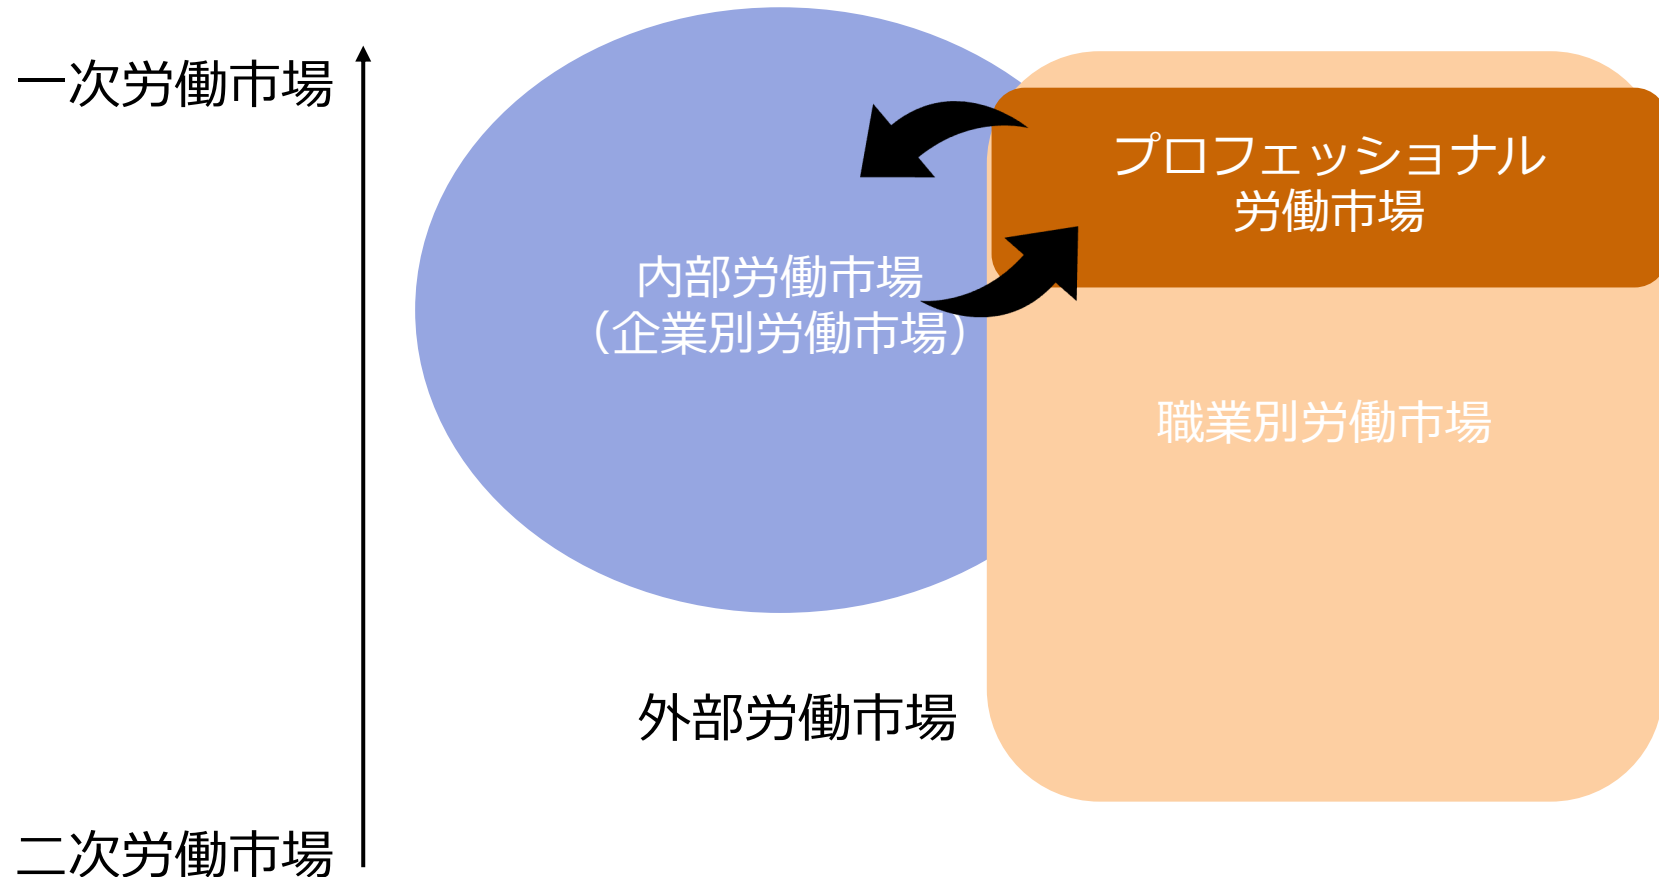 一次労働市場
プロフェッショナル
労働市場
内部労働市場
（企業別労働市場）
職業別労働市場
外部労働市場
二次労働市場